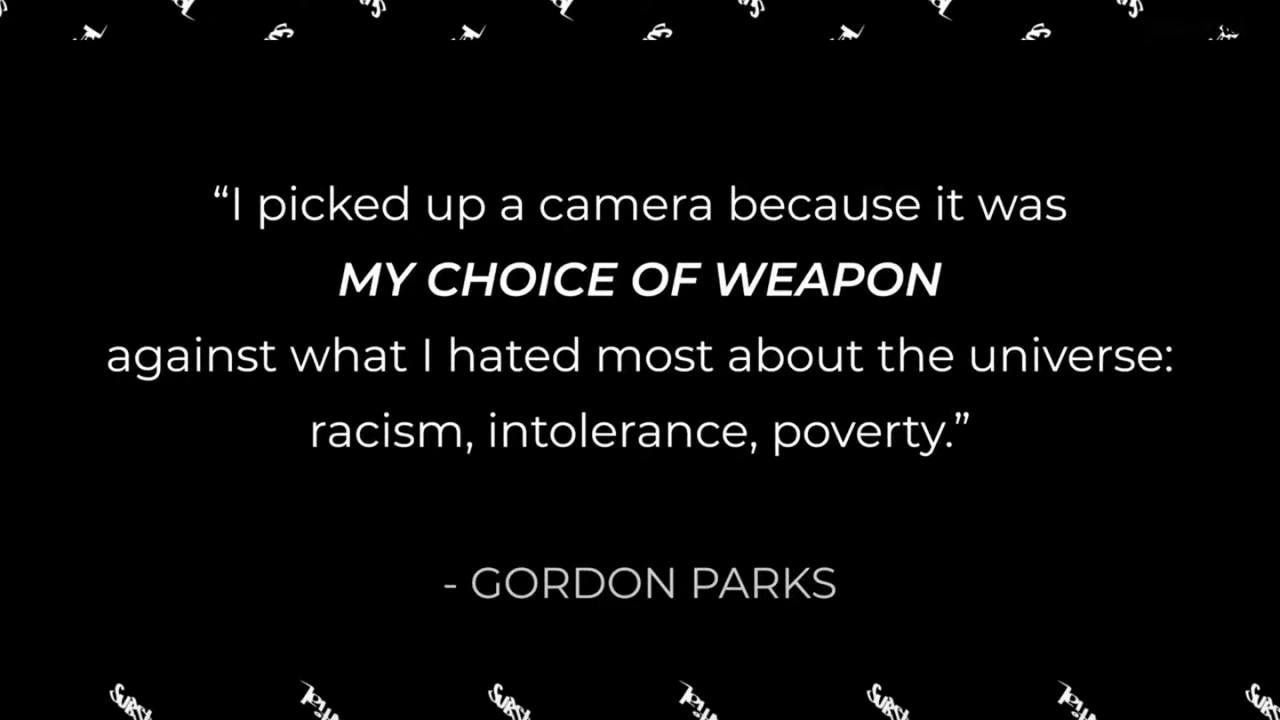 “I picked up a camera because it was
MY CHOICE OF WEAPON
against what I hated most about the universe:
racism, intolerance, poverty.”
- GORDON PARKS